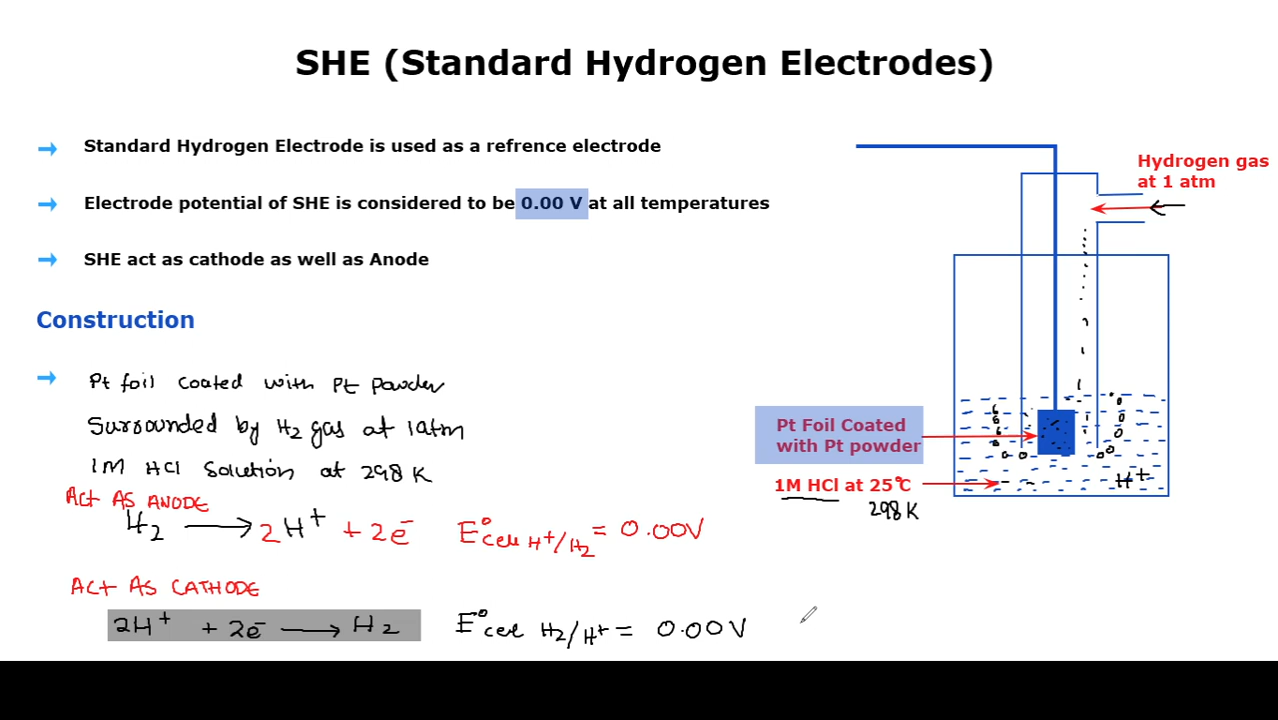 SHE (Standard Hydrogen Electrodes)
→ Standard Hydrogen Electrode is used as a refrence electrode
→ Electrode potential of SHE is considered to be 0.00 V at all temperatures
→ SHE act as cathode as well as Anode
Hydrogen gas
at 1 atm
Construction
→ Pt foil coated with Pt powder
Surrounded by H₂ gas at 1atm
1M HCl solution at 298 K
Pt Foil Coated
with Pt powder
1M HCl at 25°C
298 K
H⁺
ACt AS ANODE
H₂ ⟶ 2H⁺ + 2e⁻ E°cell H⁺/H₂ = 0.00V
ACt AS CATHODE
2H⁺ + 2e⁻ ⟶ H₂ E°cell H₂/H⁺ = 0.00V